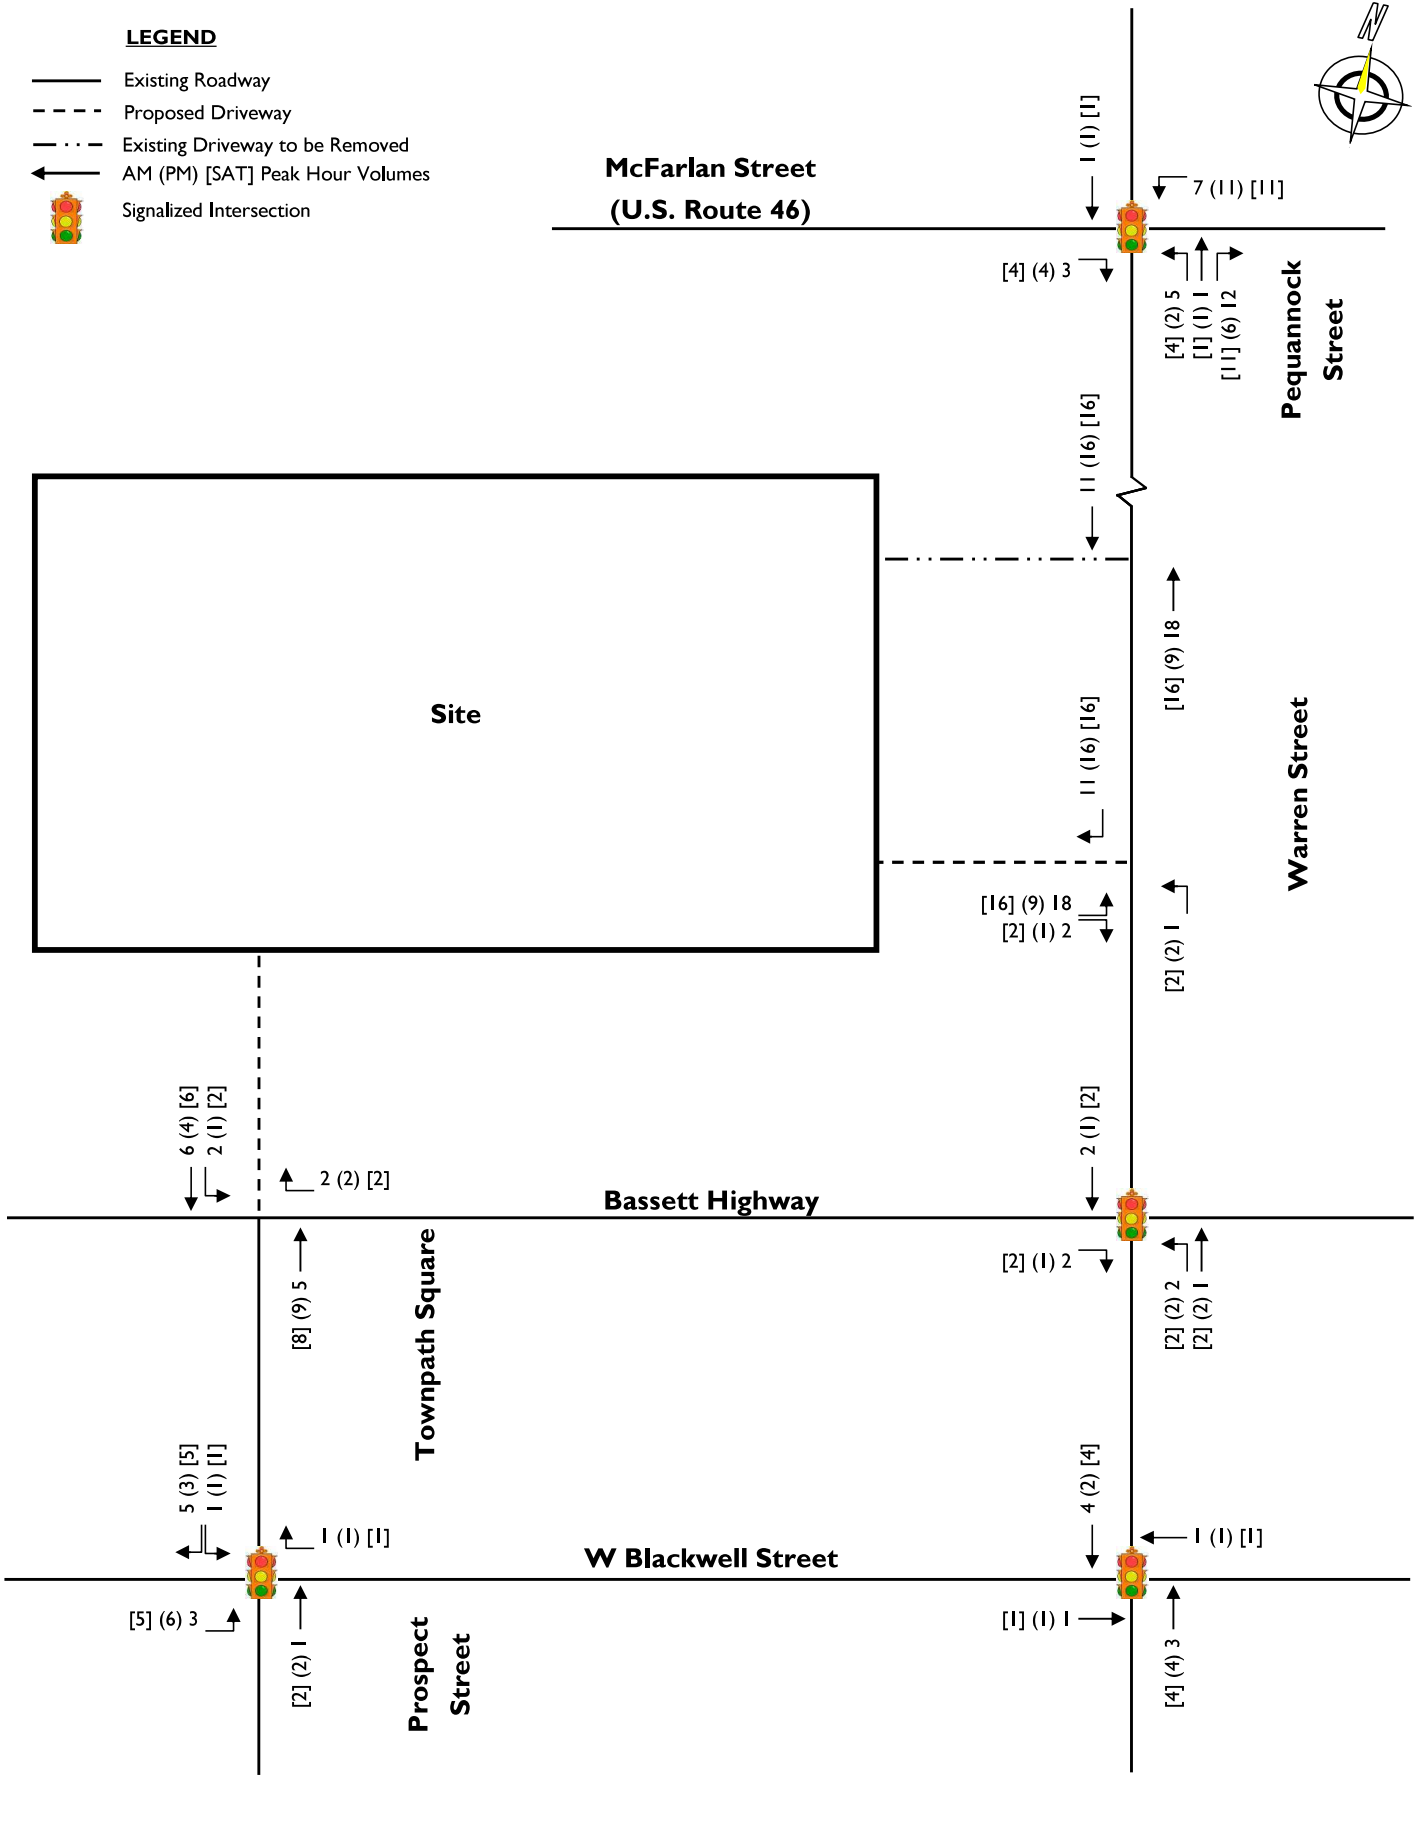 LEGEND
Existing Roadway
Proposed Driveway
Existing Driveway to be Removed
AM (PM) [SAT] Peak Hour Volumes
Signalized Intersection
N
McFarlan Street
(U.S. Route 46)
1 (1) [1]
7 (11) [11]
[4] (4) 3
[4] (2) 5
[1] (1) 1
[11] (6) 12
Pequannock
Street
11 (16) [16]
[16] (9) 18
Site
11 (16) [16]
Warren Street
[16] (9) 18
[2] (1) 2
[2] (2) 1
6 (4) [6]
2 (1) [2]
2 (2) [2]
Bassett Highway
2 (1) [2]
[8] (9) 5
Townpath Square
[2] (1) 2
[2] (2) 2
[2] (2) 1
5 (3) [5]
1 (1) [1]
1 (1) [1]
W Blackwell Street
4 (2) [4]
1 (1) [1]
[5] (6) 3
[2] (2) 1
Prospect
Street
[1] (1) 1
[4] (4) 3